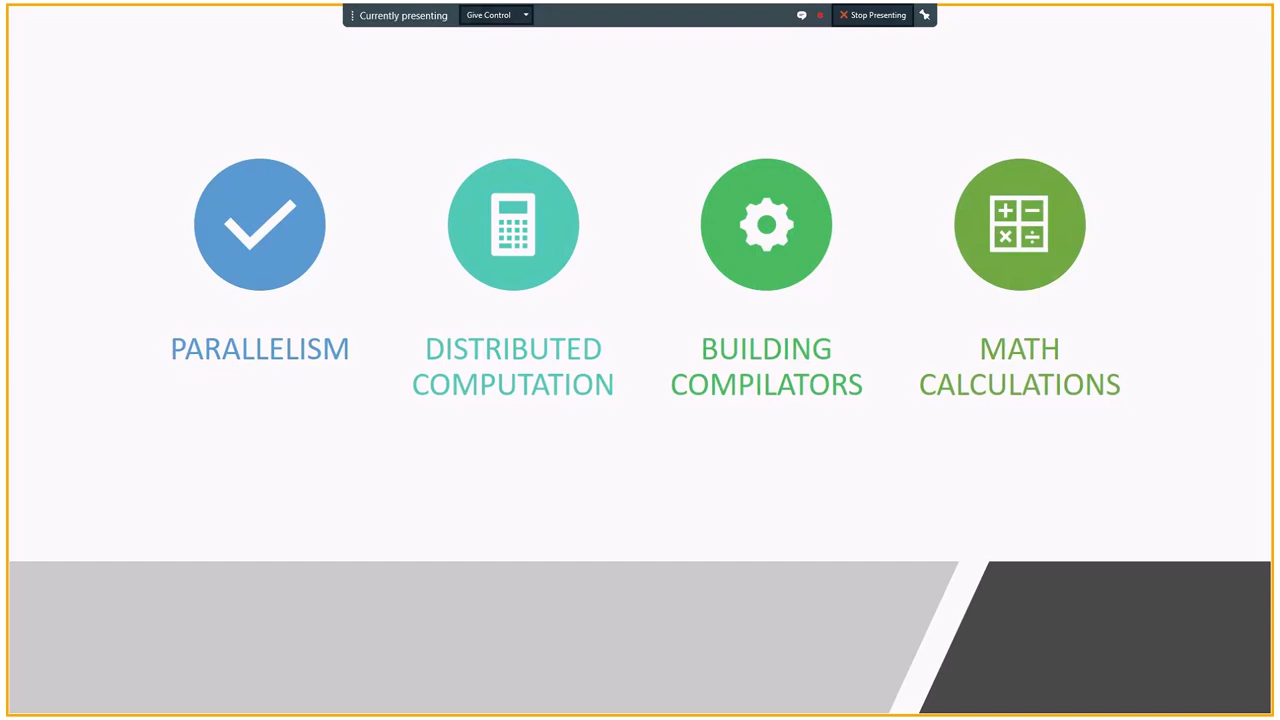 Currently presenting
Give Control
Stop Presenting
PARALLELISM
DISTRIBUTED
COMPUTATION
BUILDING
COMPILATORS
MATH
CALCULATIONS